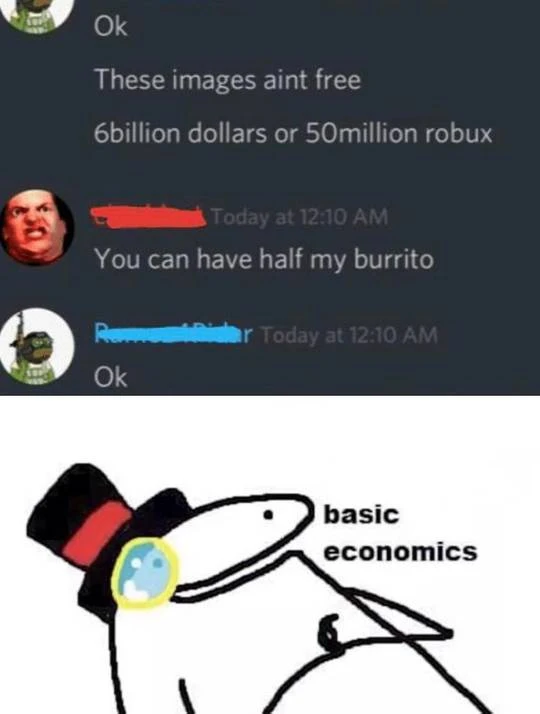 Ok
These images aint free
6billion dollars or 50million robux
Today at 12:10 AM
You can have half my burrito
Today at 12:10 AM
Ok
basic
economics